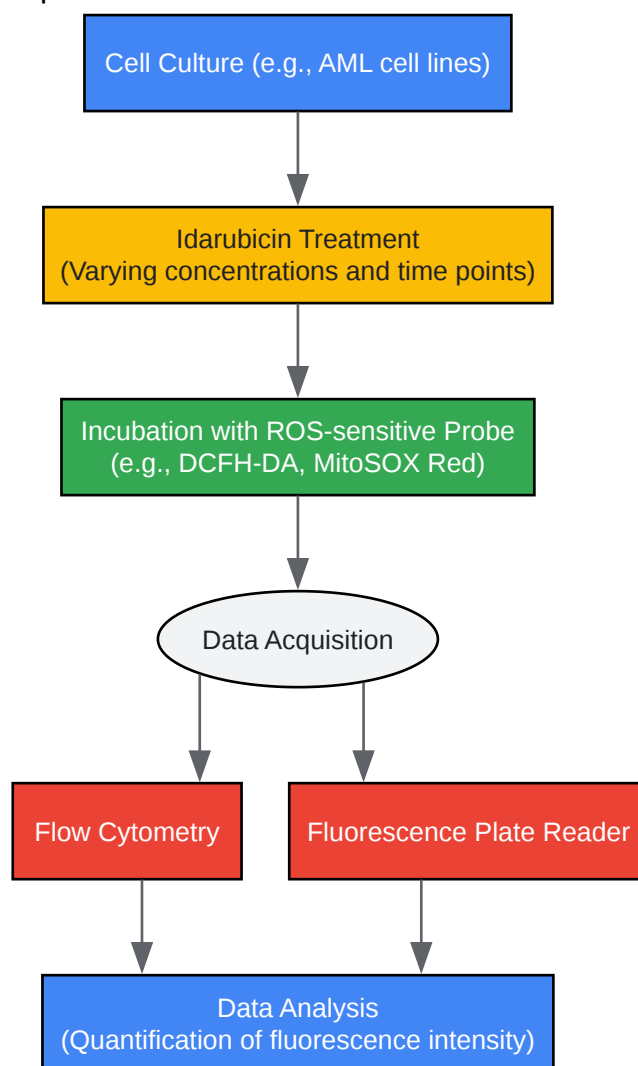 Cell Culture (e.g., AML cell lines)
Idarubicin Treatment
(Varying concentrations and time points)
Incubation with ROS-sensitive Probe
(e.g., DCFH-DA, MitoSOX Red)
Data Acquisition
Flow Cytometry
Fluorescence Plate Reader
Data Analysis
(Quantification of fluorescence intensity)